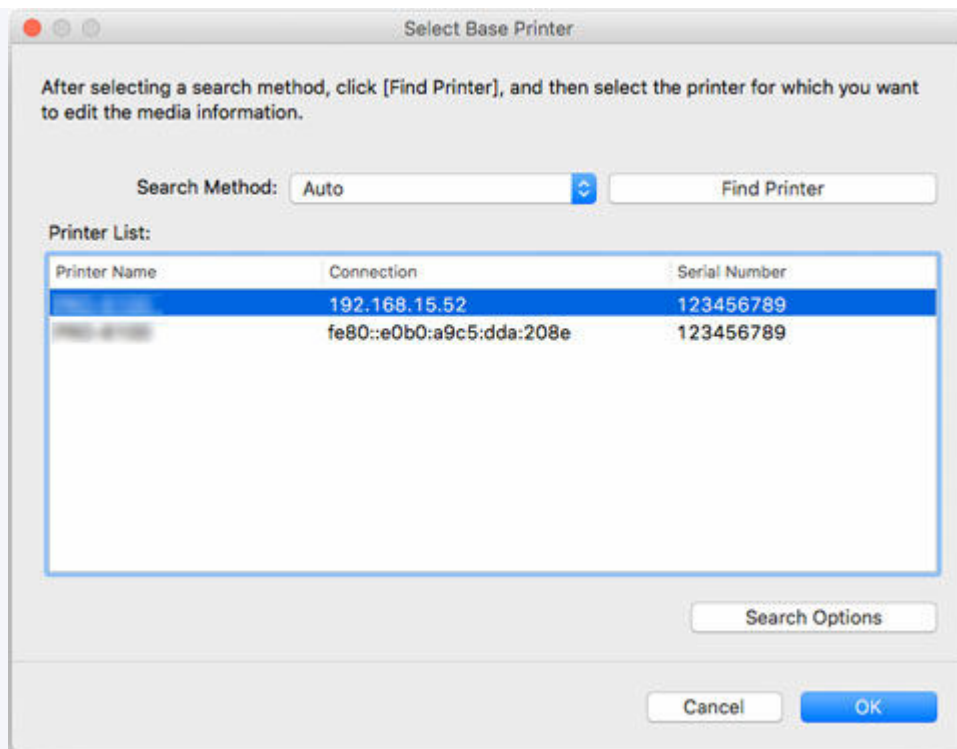 Select Base Printer
After selecting a search method, click [Find Printer], and then select the printer for which you want
to edit the media information.
Search Method: Auto Find Printer
Printer List:
Printer Name Connection Serial Number
192.168.15.52 123456789
fe80::e0b0:a9c5:dda:208e 123456789
Search Options
Cancel OK